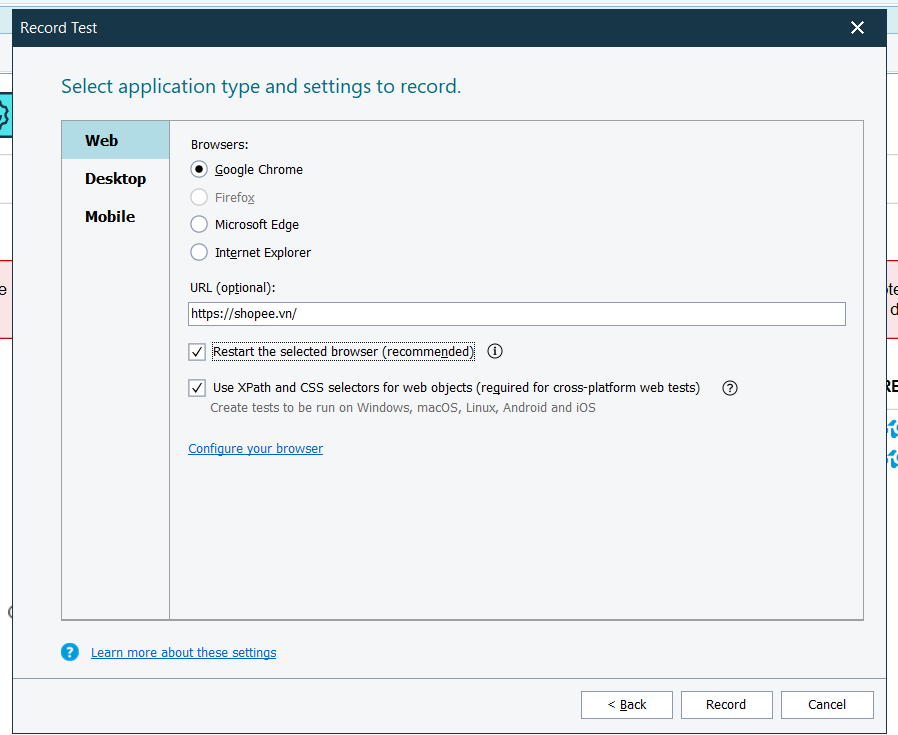 Record Test
Select application type and settings to record.
Web
Desktop
Mobile
Browsers:
Google Chrome
Firefox
Microsoft Edge
Internet Explorer
URL (optional):
https://shopee.vn/
Restart the selected browser (recommended)
Use XPath and CSS selectors for web objects (required for cross-platform web tests)
Create tests to be run on Windows, macOS, Linux, Android and iOS
Configure your browser
Learn more about these settings
< Back
Record
Cancel